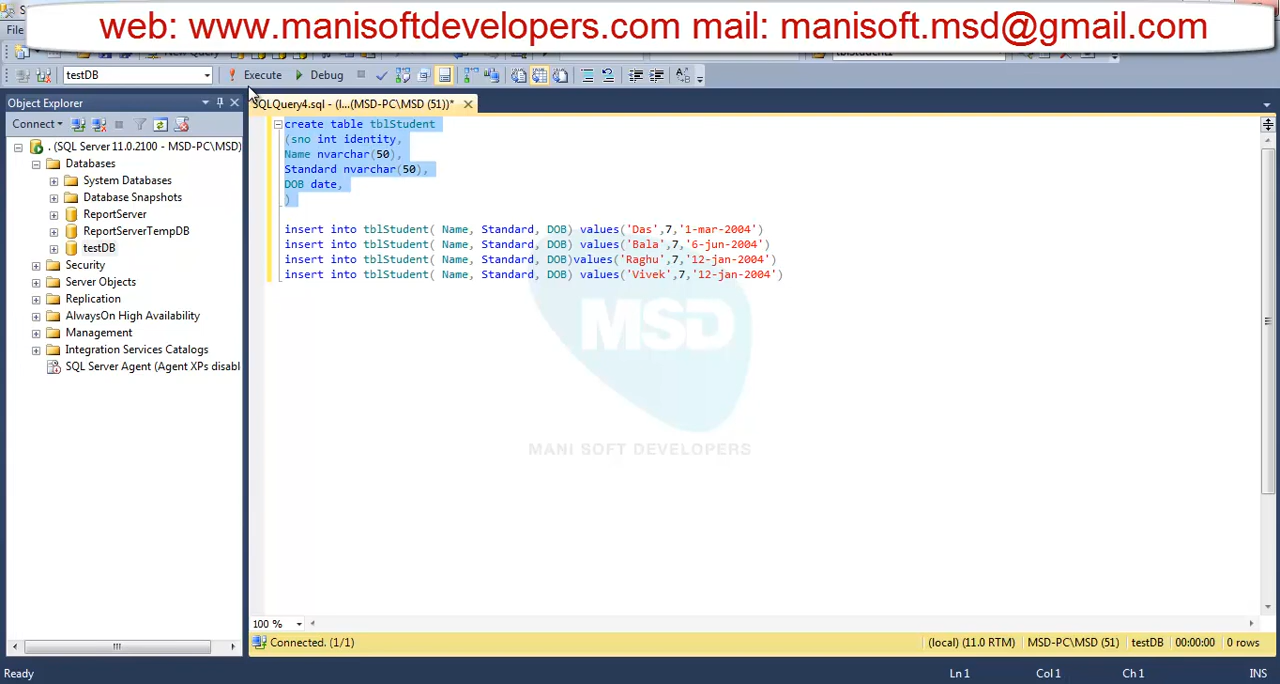 web: www.manisoftdevelopers.com mail: manisoft.msd@gmail.com
File
testDB
Execute
Debug
Object Explorer
SQLQuery4.sql - (l...(MSD-PC\MSD (51))*
Connect
. (SQL Server 11.0.2100 - MSD-PC\MSD)
Databases
System Databases
Database Snapshots
ReportServer
ReportServerTempDB
testDB
Security
Server Objects
Replication
AlwaysOn High Availability
Management
Integration Services Catalogs
SQL Server Agent (Agent XPs disabl
create table tblStudent
(sno int identity,
Name nvarchar(50),
Standard nvarchar(50),
DOB date,
)
insert into tblStudent( Name, Standard, DOB) values('Das',7,'1-mar-2004')
insert into tblStudent( Name, Standard, DOB) values('Bala',7,'6-jun-2004')
insert into tblStudent( Name, Standard, DOB)values('Raghu',7,'12-jan-2004')
insert into tblStudent( Name, Standard, DOB) values('Vivek',7,'12-jan-2004')
MSD
MANI SOFT DEVELOPERS
100 %
Connected. (1/1)
(local) (11.0 RTM)
MSD-PC\MSD (51)
testDB
00:00:00
0 rows
Ready
Ln 1
Col 1
Ch 1
INS